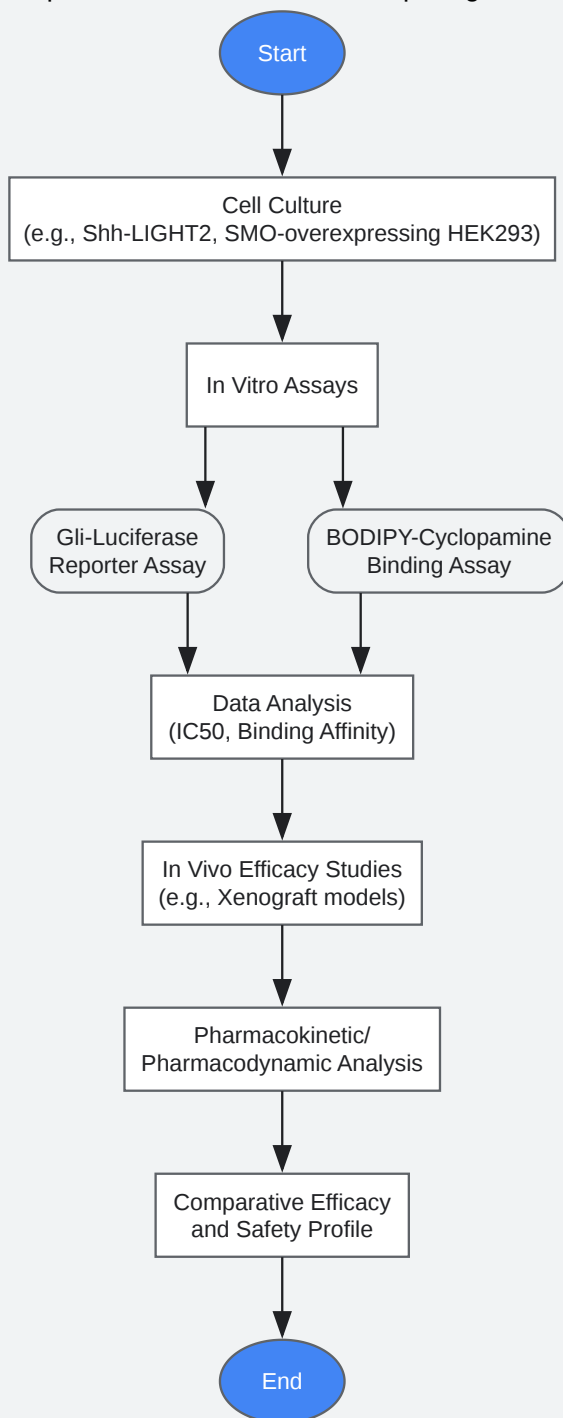 Start
Cell Culture
(e.g., Shh-LIGHT2, SMO-overexpressing HEK293)
In Vitro Assays
Gli-Luciferase
Reporter Assay
BODIPY-Cyclopamine
Binding Assay
Data Analysis
(IC50, Binding Affinity)
In Vivo Efficacy Studies
(e.g., Xenograft models)
Pharmacokinetic/
Pharmacodynamic Analysis
Comparative Efficacy
and Safety Profile
End